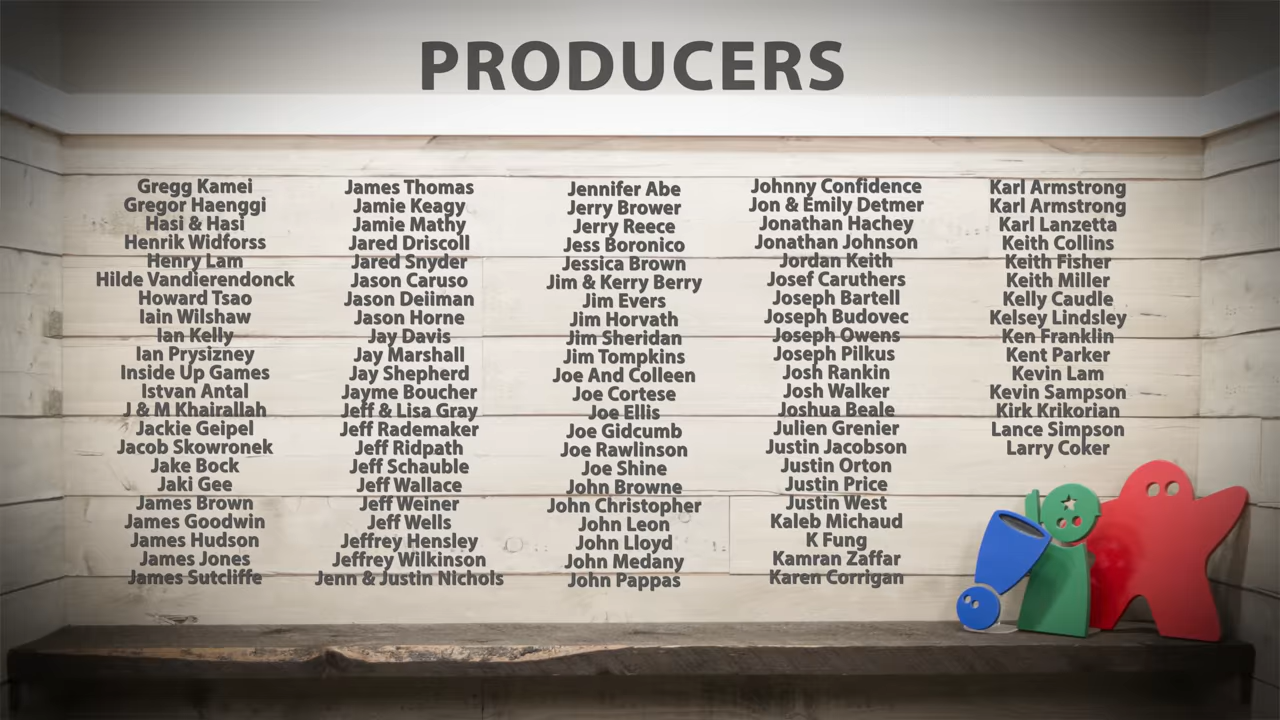 PRODUCERS
Gregg Kamei
Gregor Haenggi
Hasi & Hasi
Henrik Widforss
Henry Lam
Hilde Vandierendonck
Howard Tsao
Iain Wilshaw
Ian Kelly
Ian Prysizney
Inside Up Games
Istvan Antal
J & M Khairallah
Jackie Geipel
Jacob Skowronek
Jake Bock
Jaki Gee
James Brown
James Goodwin
James Hudson
James Jones
James Sutcliffe
James Thomas
Jamie Keagy
Jamie Mathy
Jared Driscoll
Jared Snyder
Jason Caruso
Jason Deiiman
Jason Horne
Jay Davis
Jay Marshall
Jay Shepherd
Jayme Boucher
Jeff & Lisa Gray
Jeff Rademaker
Jeff Ridpath
Jeff Schauble
Jeff Wallace
Jeff Weiner
Jeff Wells
Jeffrey Hensley
Jeffrey Wilkinson
Jenn & Justin Nichols
Jennifer Abe
Jerry Brower
Jerry Reece
Jess Boronico
Jessica Brown
Jim & Kerry Berry
Jim Evers
Jim Horvath
Jim Sheridan
Jim Tompkins
Joe And Colleen
Joe Cortese
Joe Ellis
Joe Gidcumb
Joe Rawlinson
Joe Shine
John Browne
John Christopher
John Leon
John Lloyd
John Medany
John Pappas
Johnny Confidence
Jon & Emily Detmer
Jonathan Hachey
Jonathan Johnson
Jordan Keith
Josef Caruthers
Joseph Bartell
Joseph Budovec
Joseph Owens
Joseph Pilkus
Josh Rankin
Josh Walker
Joshua Beale
Julien Grenier
Justin Jacobson
Justin Orton
Justin Price
Justin West
Kaleb Michaud
K Fung
Kamran Zaffar
Karen Corrigan
Karl Armstrong
Karl Armstrong
Karl Lanzetta
Keith Collins
Keith Fisher
Keith Miller
Kelly Caudle
Kelsey Lindsley
Ken Franklin
Kent Parker
Kevin Lam
Kevin Sampson
Kirk Krikorian
Lance Simpson
Larry Coker